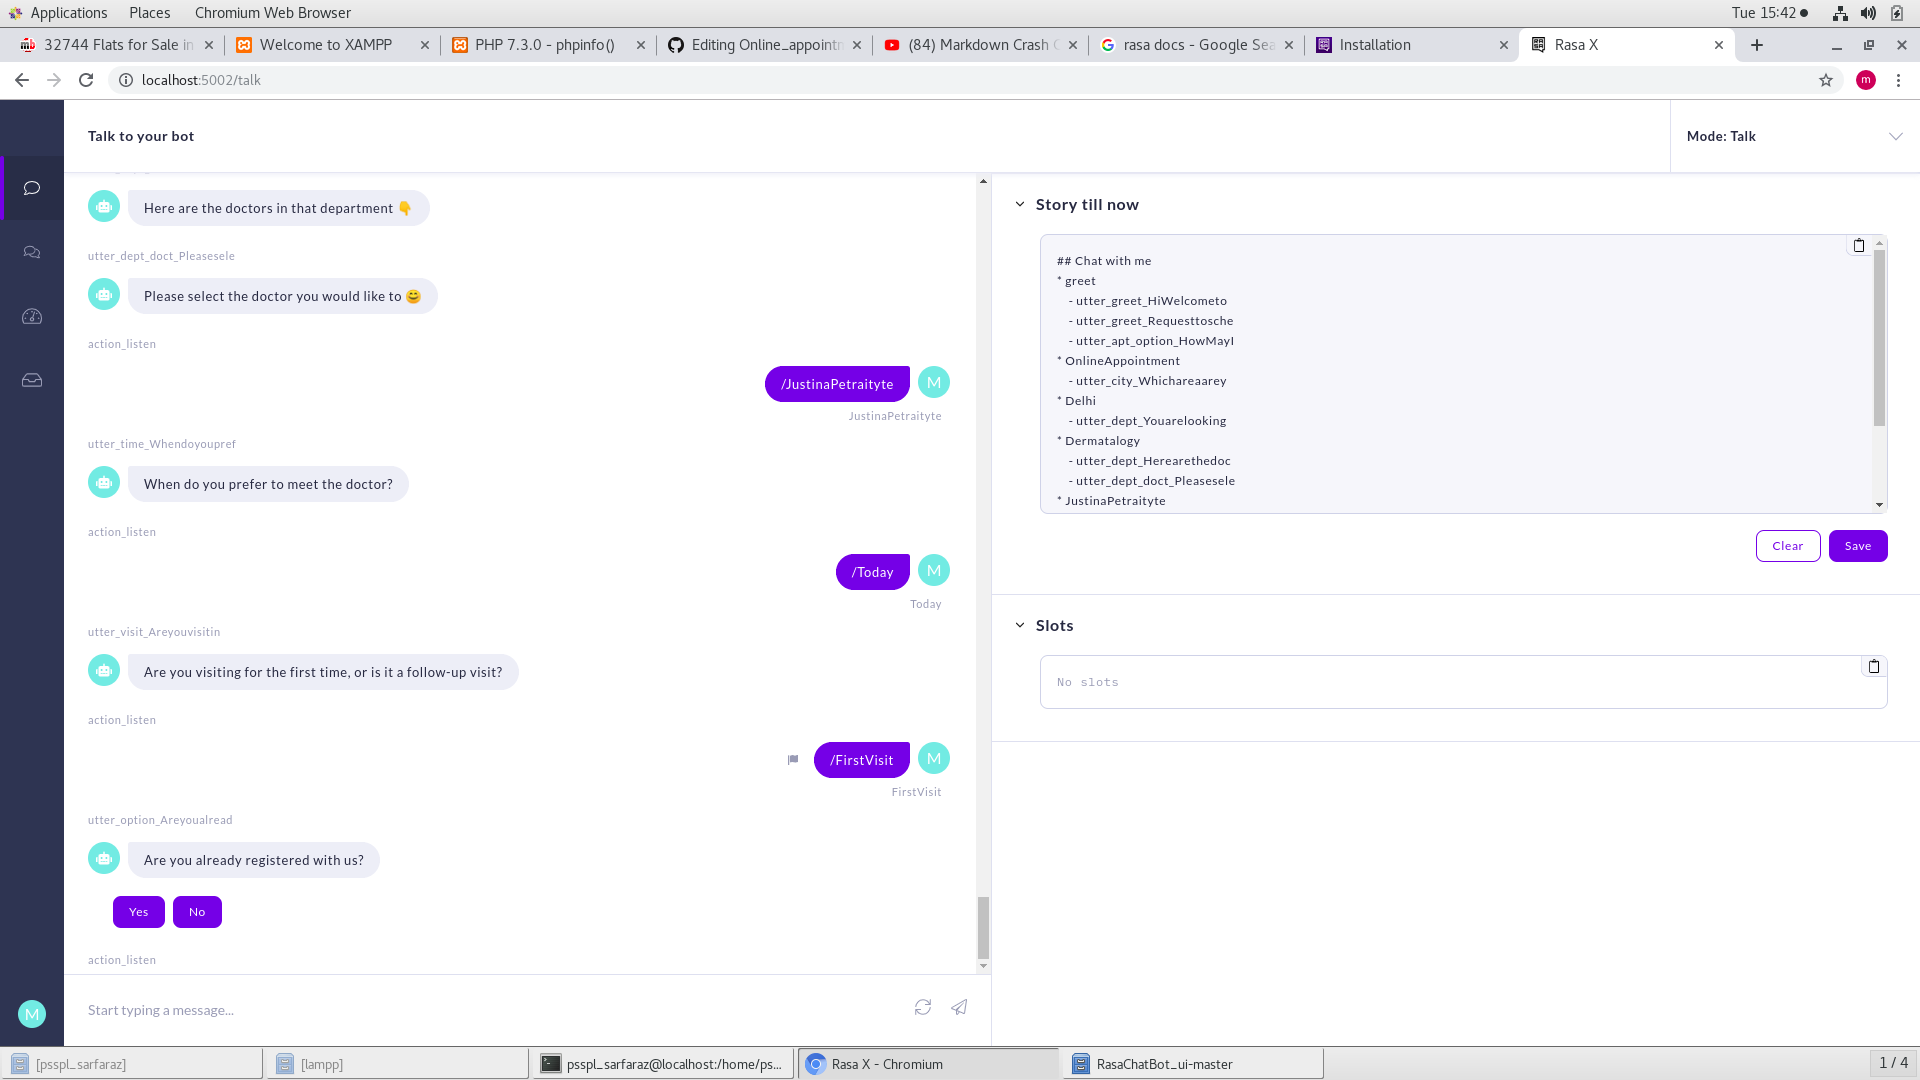 Applications Places Chromium Web Browser Tue 15:42
32744 Flats for Sale in Welcome to XAMPP PHP 7.3.0 - phpinfo() Editing Online_appointn (84) Markdown Crash C rasa docs - Google Sea Installation Rasa X
localhost:5002/talk m
Talk to your bot
Mode: Talk
Here are the doctors in that department 👇
utter_dept_doct_Pleasesele
Please select the doctor you would like to 😊
action_listen
/JustinaPetraityte M
JustinaPetraityte
utter_time_Whendoyoupref
When do you prefer to meet the doctor?
action_listen
/Today M
Today
utter_visit_Areyouvisitin
Are you visiting for the first time, or is it a follow-up visit?
action_listen
/FirstVisit M
FirstVisit
utter_option_Areyoualread
Are you already registered with us?
Yes No
action_listen
Start typing a message...
M
Story till now
## Chat with me
* greet
- utter_greet_HiWelcometo
- utter_greet_Requesttosche
- utter_apt_option_HowMayI
* OnlineAppointment
- utter_city_Whichareaarey
* Delhi
- utter_dept_Youarelooking
* Dermatalogy
- utter_dept_Herearethedoc
- utter_dept_doct_Pleasesele
* JustinaPetraityte
Clear Save
Slots
No slots
[psspl_sarfaraz] [lampp] psspl_sarfaraz@localhost:/home/ps... Rasa X - Chromium RasaChatBot_ui-master 1 / 4